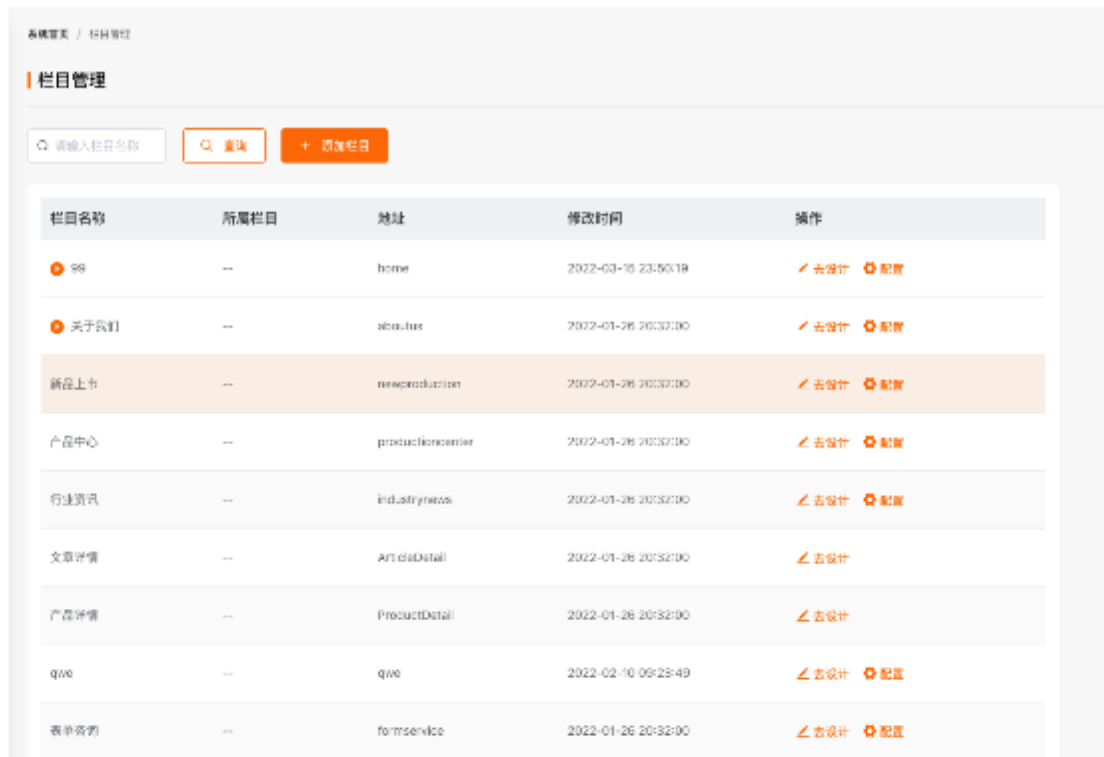 系统首页 / 栏目管理
栏目管理
请输入栏目名称 查询 + 添加栏目
栏目名称 所属栏目 地址 修改时间 操作
99 -- home 2022-03-15 23:50:19 去设计 配置
关于我们 -- aboutus 2022-01-26 20:32:00 去设计 配置
新品上市 -- newproduction 2022-01-26 20:32:00 去设计 配置
产品中心 -- productioncenter 2022-01-26 20:32:00 去设计 配置
行业资讯 -- industrynews 2022-01-26 20:32:00 去设计 配置
文章详情 -- ArticleDetail 2022-01-26 20:32:00 去设计
产品详情 -- ProductDetail 2022-01-26 20:32:00 去设计
qwe -- qwe 2022-02-10 09:23:49 去设计 配置
表单咨询 -- formservice 2022-01-26 20:32:00 去设计 配置